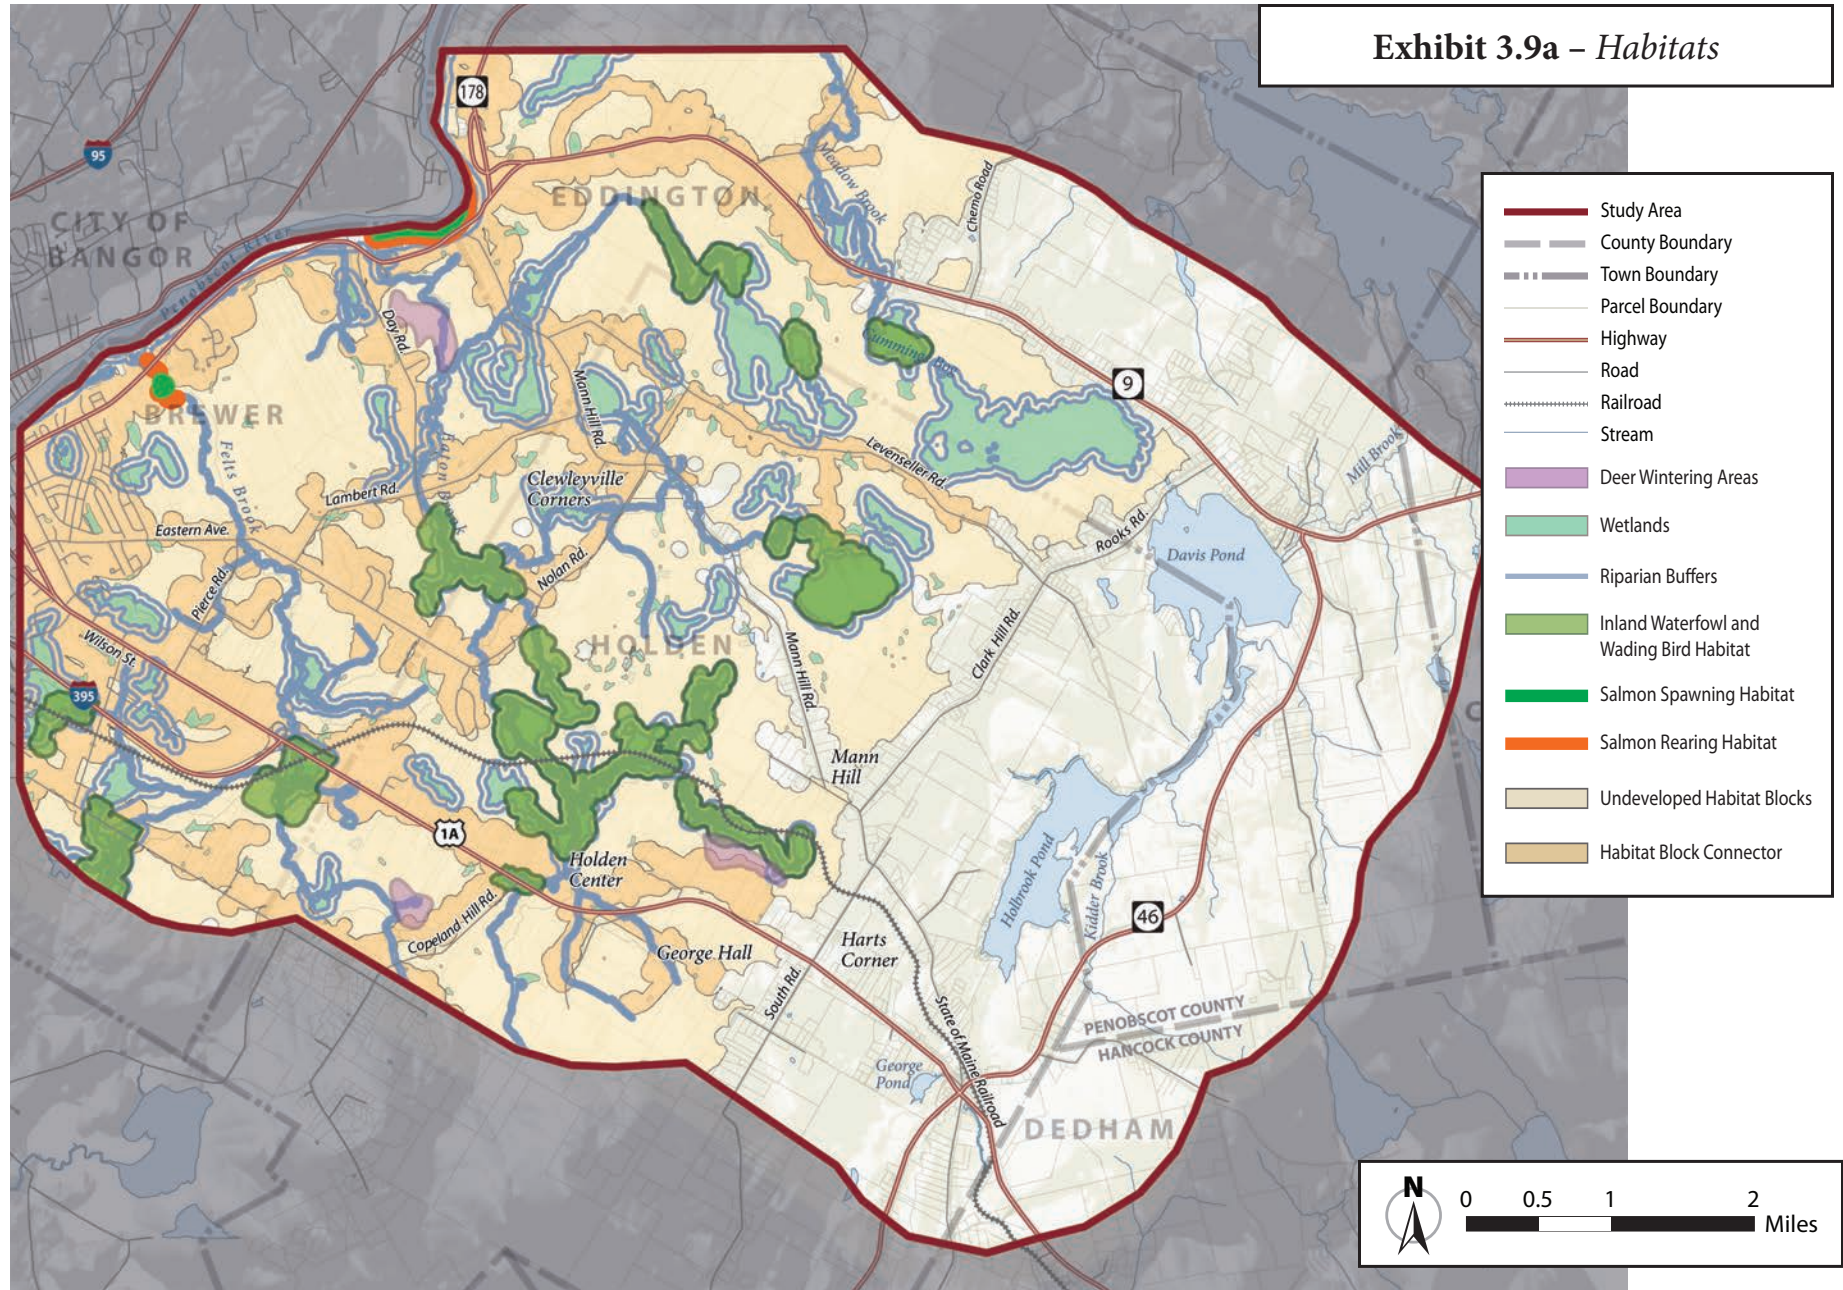 Exhibit 3.9a – Habitats
178
95
CITY OF
BANGOR
Penobscot River
EDDINGTON
Meadow Brook
Chemo Road
Day Rd.
BREWER
Felts Brook
Eaton Brook
Mann Hill Rd.
9
Levenseller Rd.
Clewleyville
Corners
Lambert Rd.
Eastern Ave.
Nolan Rd.
Pierce Rd.
Rooks Rd.
Davis Pond
Mill Brook
HOLDEN
Wilson St.
395
Mann Hill Rd.
Clark Hill Rd.
Mann
Hill
1A
Holden
Center
Copeland Hill Rd.
George Hall
Harts
Corner
South Rd.
Holbrook Pond
Kidder Brook
46
State of Maine Railroad
PENOBSCOT COUNTY
HANCOCK COUNTY
George
Pond
DEDHAM
Study Area
County Boundary
Town Boundary
Parcel Boundary
Highway
Road
Railroad
Stream
Deer Wintering Areas
Wetlands
Riparian Buffers
Inland Waterfowl and
Wading Bird Habitat
Salmon Spawning Habitat
Salmon Rearing Habitat
Undeveloped Habitat Blocks
Habitat Block Connector
N
0 0.5 1 2
Miles